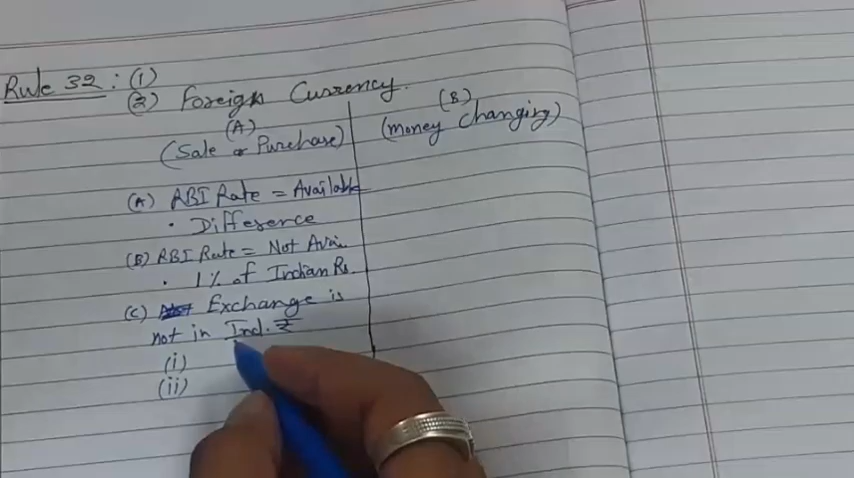 Rule 32 : (1)
(2) Foreign Currency.
(A)
(Sale or Purchase)
(B)
(money changing)
(A) RBI Rate = Available
• Difference
(B) RBI Rate = Not Avai.
• 1% of Indian Rs.
(C) Exchange is
not in Ind. ₹
(i)
(ii)